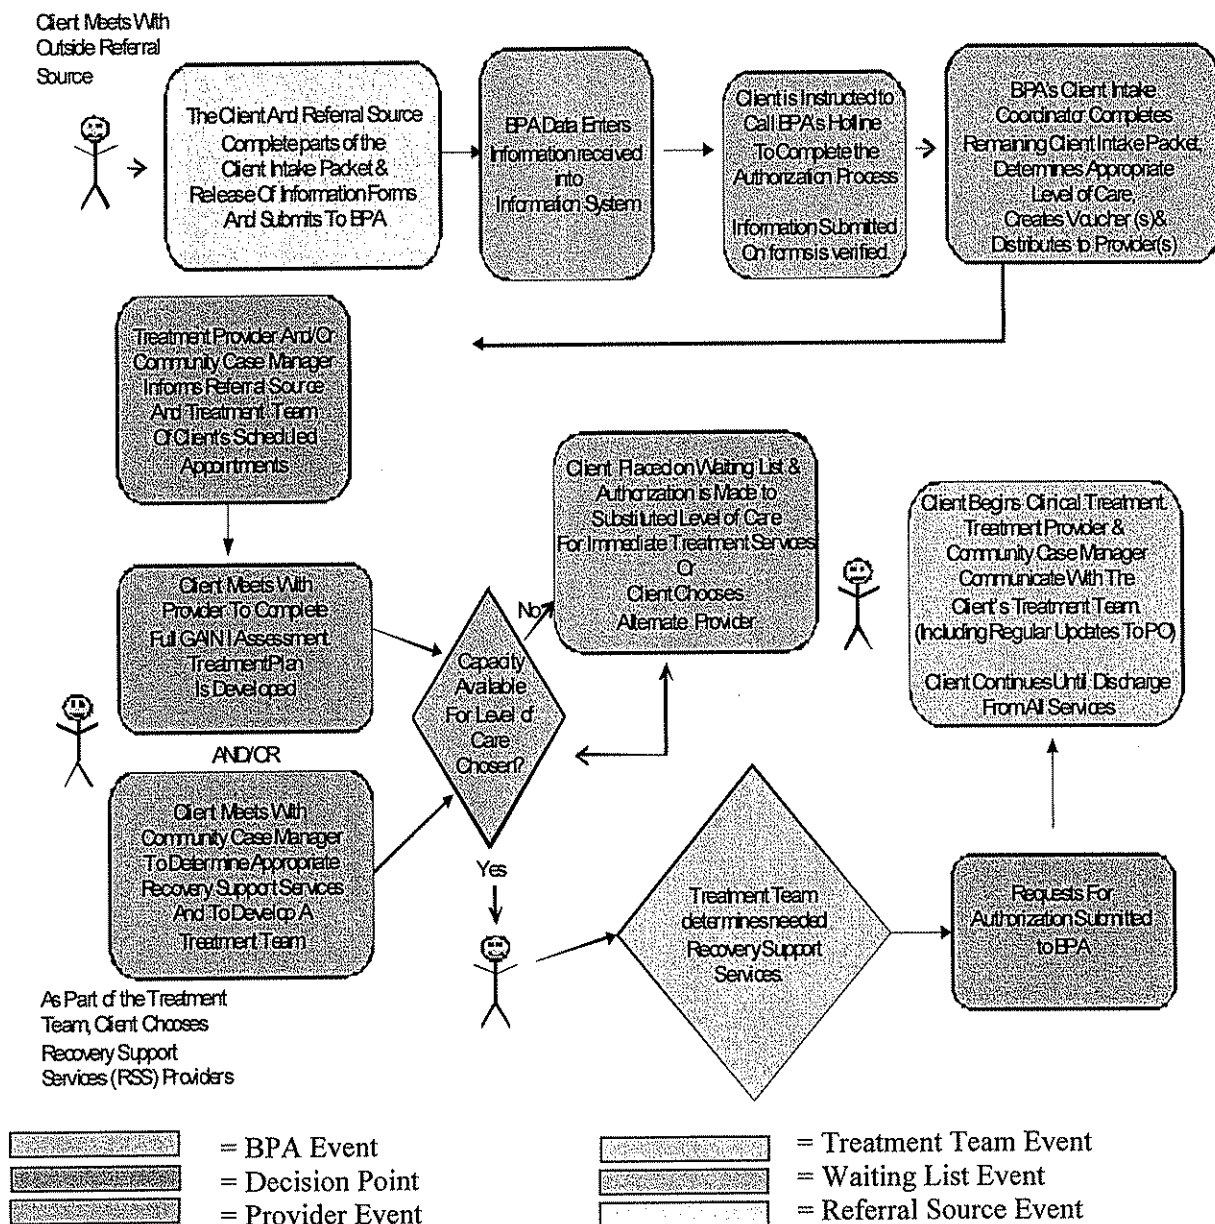 Client Meets With
Outside Referral
Source
The Client And Referral Source
Complete parts of the
Client Intake Packet &
Release Of Information Forms
And Submits To BPA
BPA Data Enters
Information received
into
Information System
Client is Instructed to
Call BPA's Hotline
To Complete the
Authorization Process
Information Submitted
On forms is verified.
BPA's Client Intake
Coordinator Completes
Remaining Client Intake Packet,
Determines Appropriate
Level of Care,
Creates Voucher (s) &
Distributes to Provider(s)
Treatment Provider And/Or
Community Case Manager
Informs Referral Source
And Treatment Team
Of Client's Scheduled
Appointments
Client Meets With
Provider To Complete
Full GAIN I Assessment.
Treatment Plan
Is Developed
AND/OR
Client Meets With
Community Case Manager
To Determine Appropriate
Recovery Support Services
And To Develop A
Treatment Team
As Part of the Treatment
Team, Client Chooses
Recovery Support
Services (RSS) Providers
Capacity
Available
For Level of
Care
Chosen?
No
Yes
Client Placed on Waiting List &
Authorization is Made to
Substituted Level of Care
For Immediate Treatment Services
Or
Client Chooses
Alternate Provider
Treatment Team
determines needed
Recovery Support
Services.
Requests For
Authorization Submitted
to BPA
Client Begins Clinical Treatment.
Treatment Provider &
Community Case Manager
Communicate With The
Client's Treatment Team.
(Including Regular Updates To PO)
Client Continues Until Discharge
From All Services
= BPA Event
= Decision Point
= Provider Event
= Treatment Team Event
= Waiting List Event
= Referral Source Event